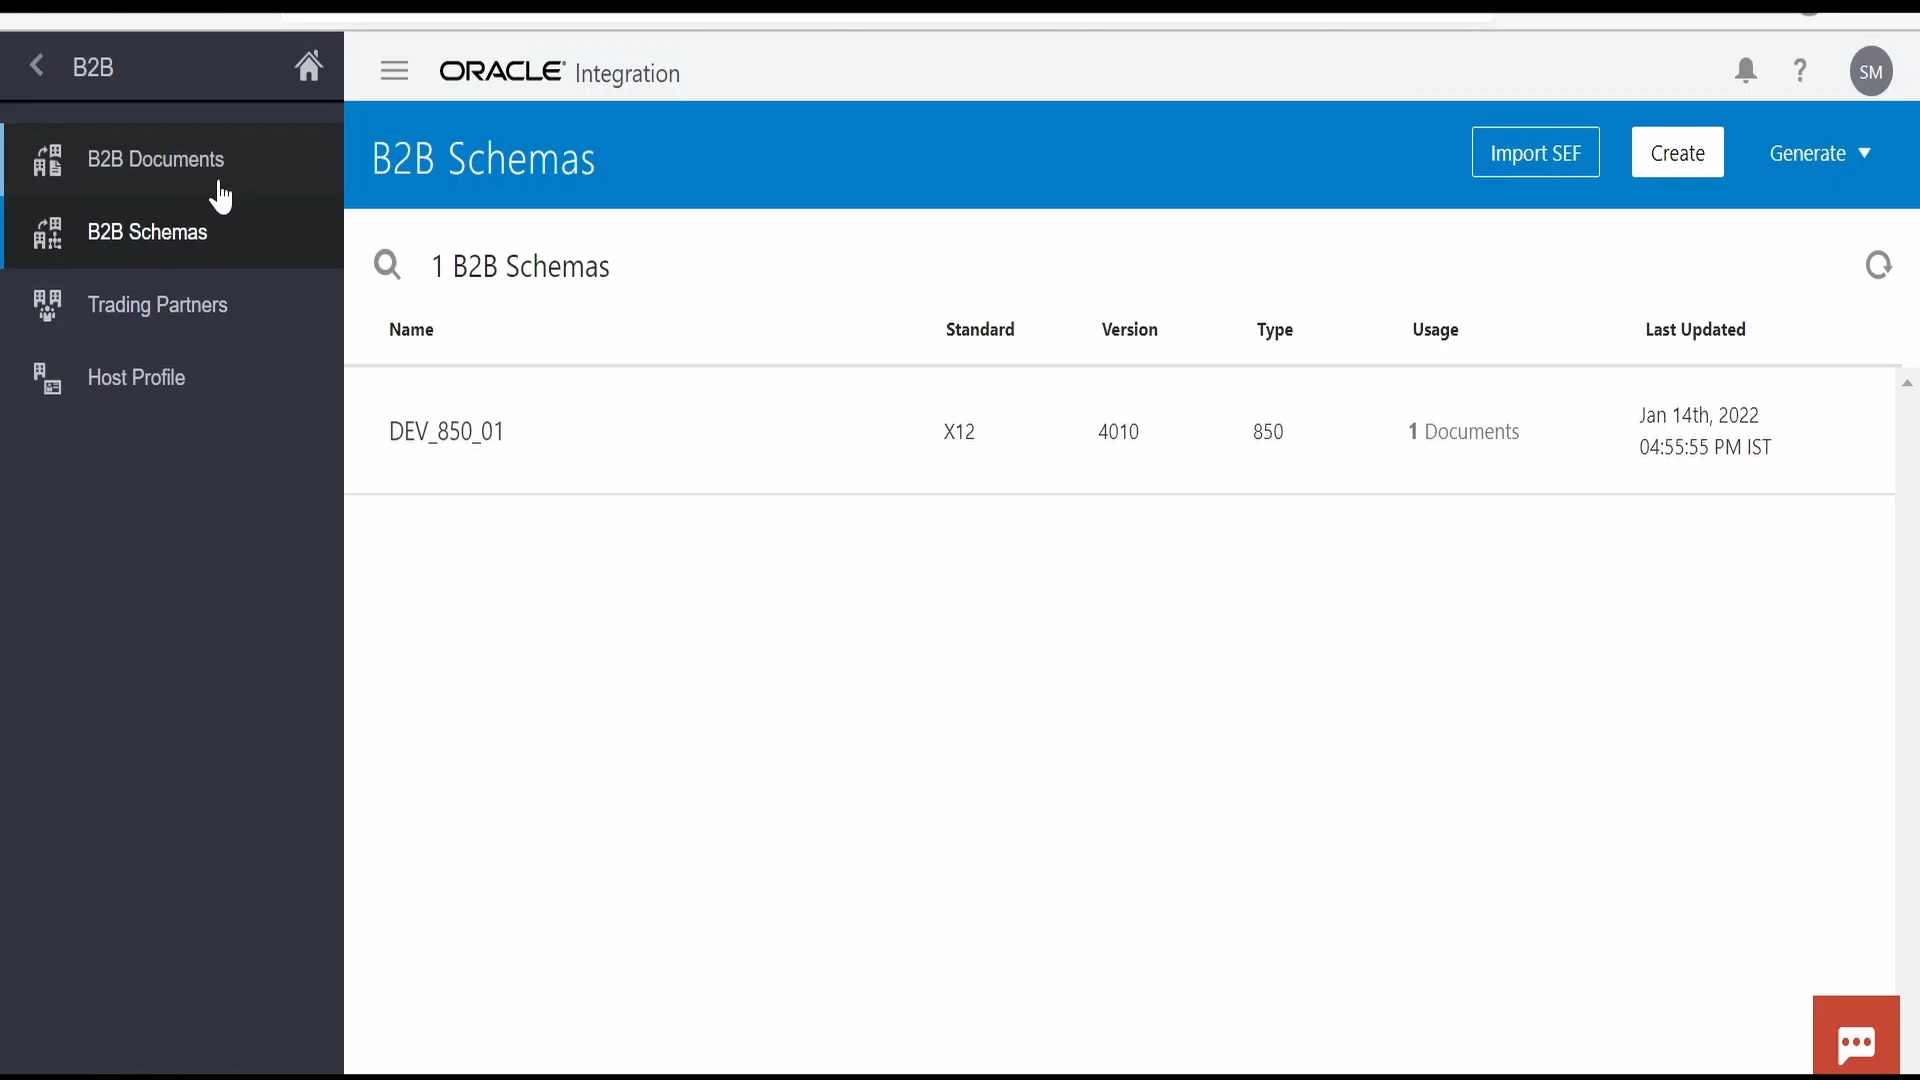 B2B
ORACLE Integration
SM
B2B Documents
B2B Schemas
Trading Partners
Host Profile
B2B Schemas
Import SEF
Create
Generate
1 B2B Schemas
Name Standard Version Type Usage Last Updated
DEV_850_01 X12 4010 850 1 Documents Jan 14th, 2022
04:55:55 PM IST